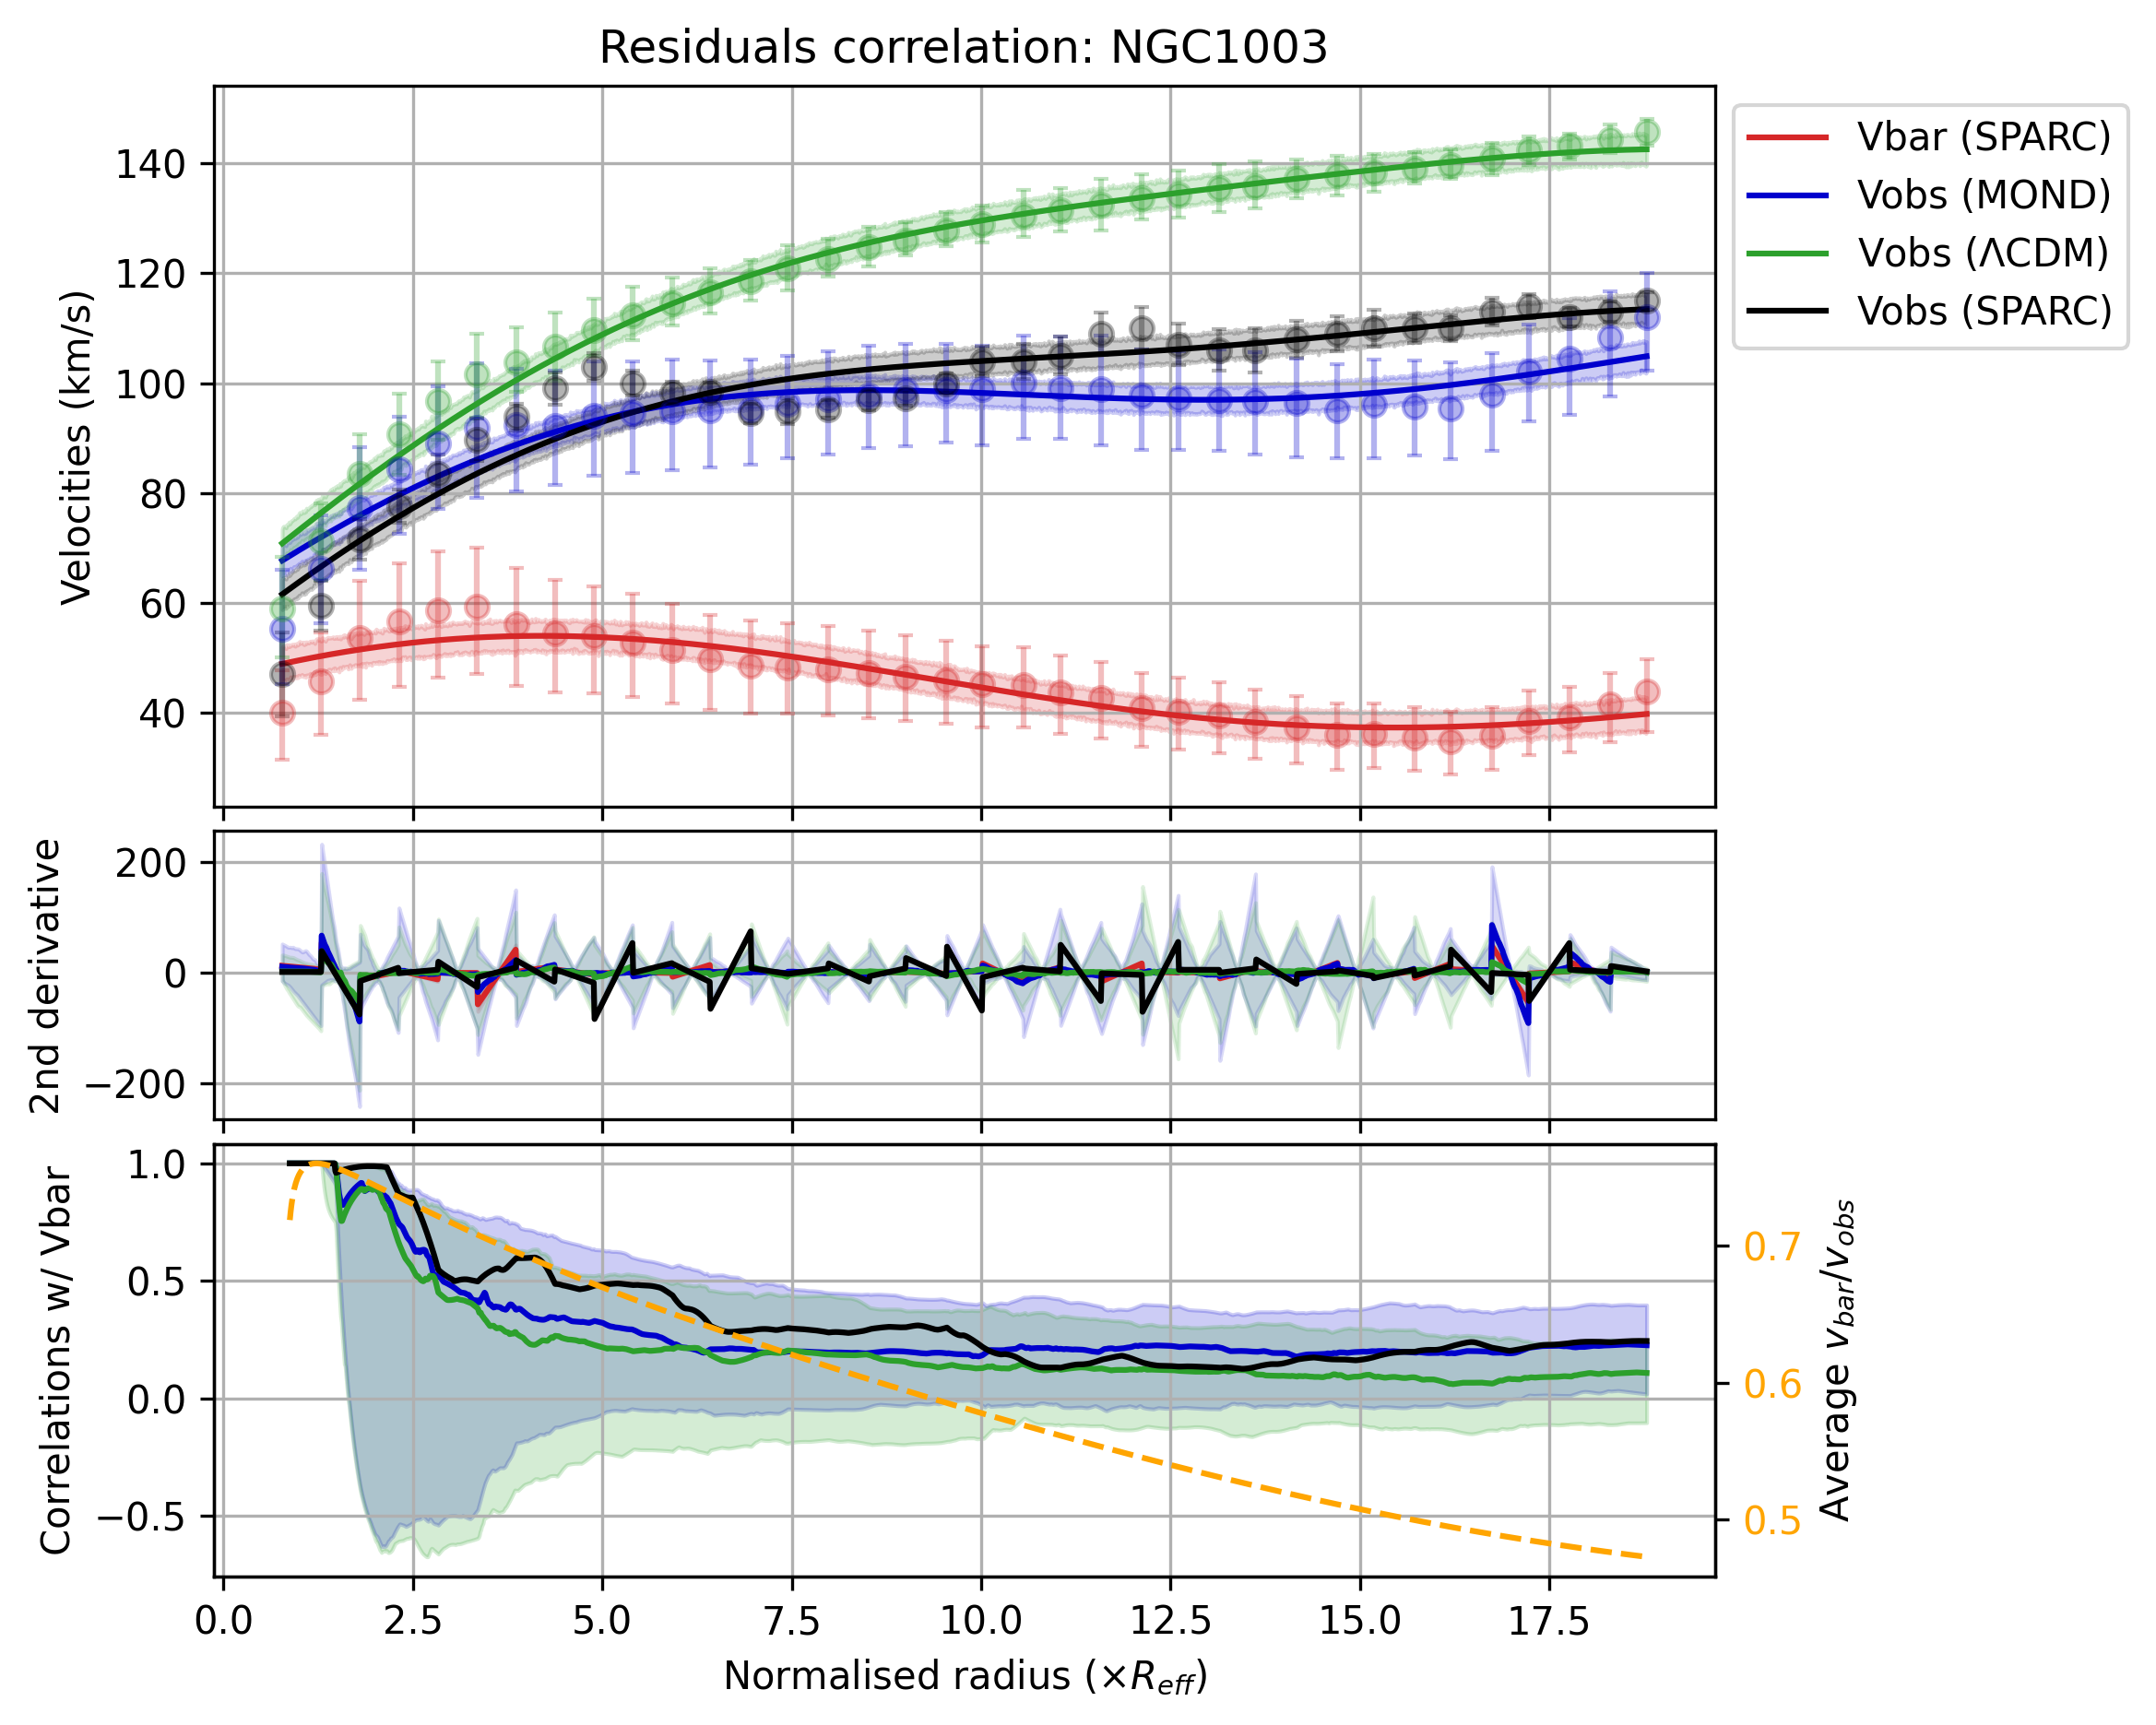 Residuals correlation: NGC1003
Velocities (km/s)
140
120
100
80
60
40
Vbar (SPARC)
Vobs (MOND)
Vobs (ΛCDM)
Vobs (SPARC)
2nd derivative
200
0
−200
Correlations w/ Vbar
1.0
0.5
0.0
−0.5
0.7
0.6
0.5
Average v_bar/v_obs
0.0 2.5 5.0 7.5 10.0 12.5 15.0 17.5
Normalised radius (×R_eff)